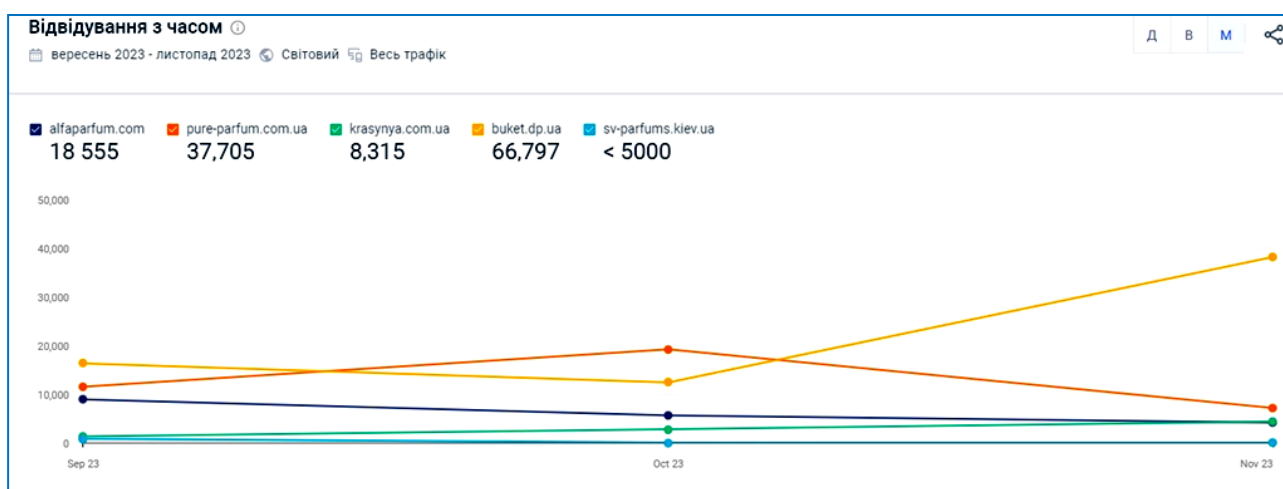 Відвідування з часом
вересень 2023 - листопад 2023 Світовий Весь трафік
Д В М
alfaparfum.com pure-parfum.com.ua krasynya.com.ua buket.dp.ua sv-parfums.kiev.ua
18 555 37,705 8,315 66,797 < 5000
50,000
40,000
30,000
20,000
10,000
0
Sep 23 Oct 23 Nov 23